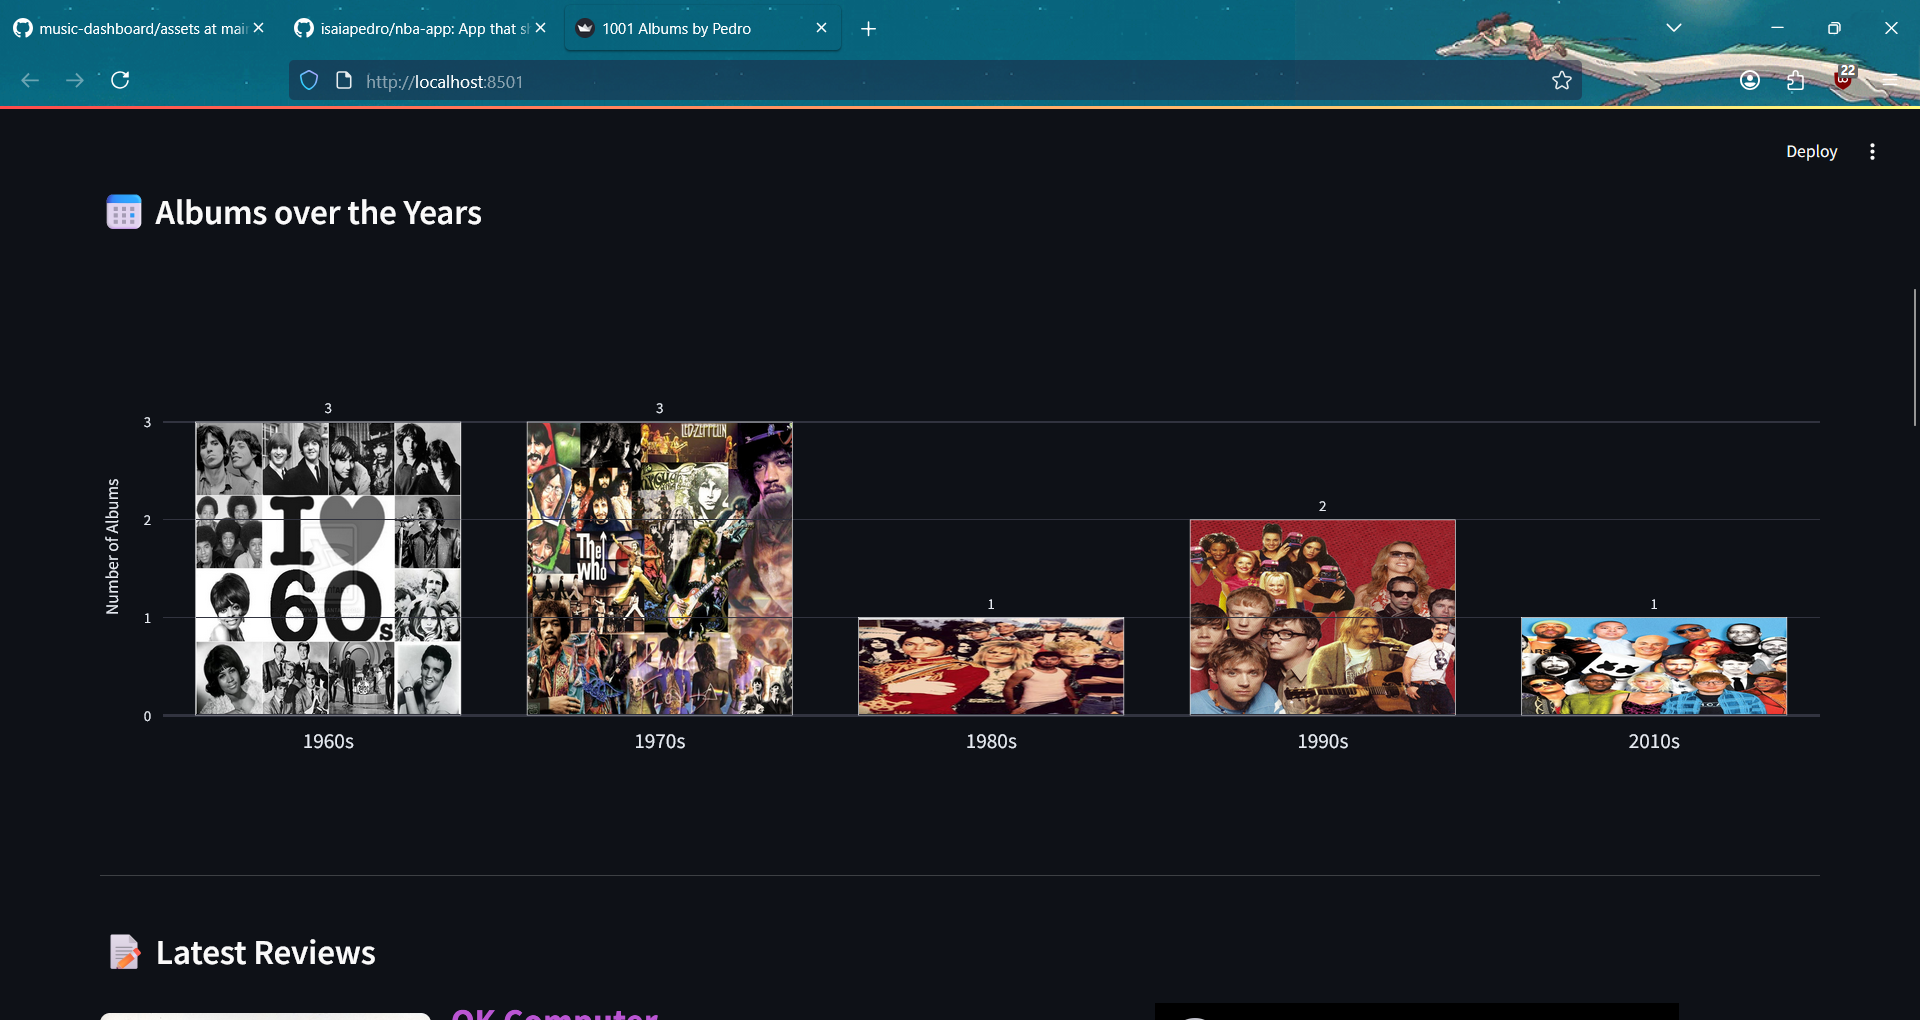 music-dashboard/assets at mai
isaiapedro/nba-app: App that s
1001 Albums by Pedro
http://localhost:8501
22
Deploy
Albums over the Years
Number of Albums
3
2
1
0
3
3
1
2
1
I
60s
LED-ZEPPELIN
The
WHO
1960s
1970s
1980s
1990s
2010s
Latest Reviews
OK Computer